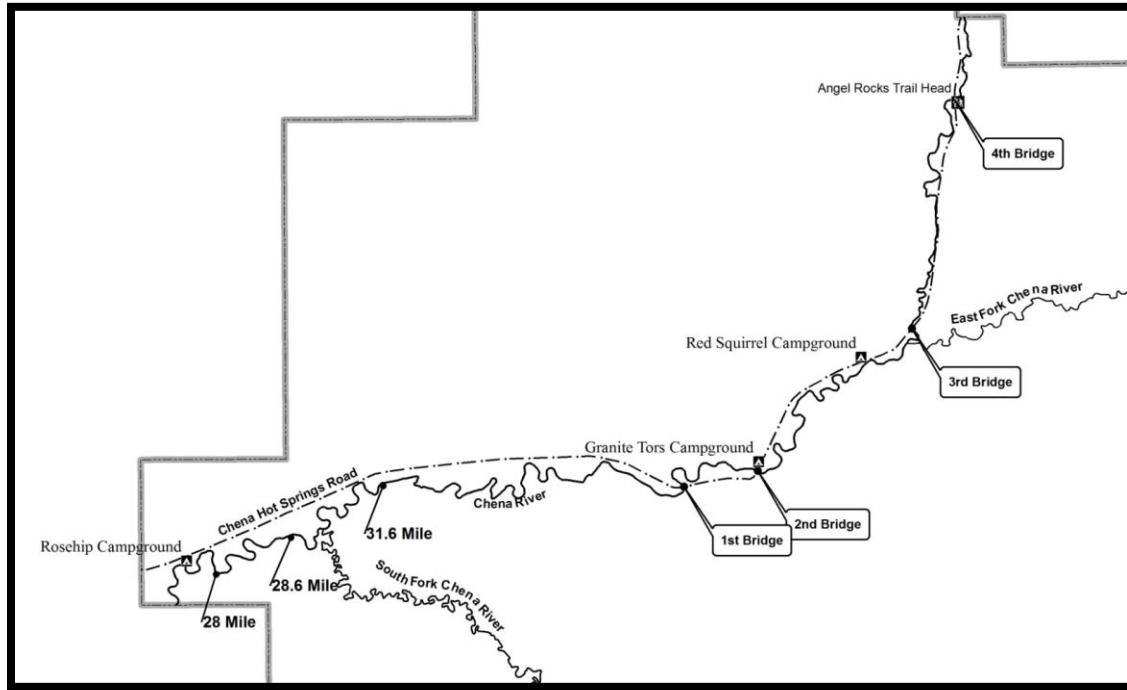 Angel Rocks Trail Head
4th Bridge
East Fork Chena River
Red Squirrel Campground
3rd Bridge
Granite Tors Campground
Chena Hot Springs Road
Chena River
2nd Bridge
31.6 Mile
1st Bridge
Rosehip Campground
28.6 Mile
South Fork Chena River
28 Mile